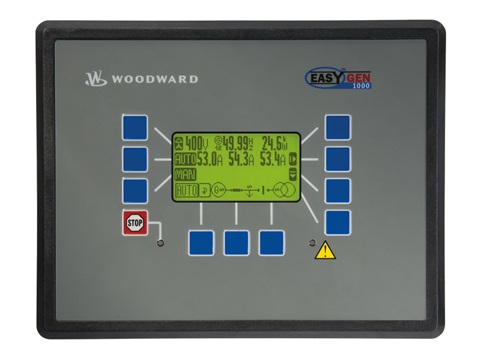 WOODWARD
EASYGEN
1000
400V 49.99Hz 24.6kW
AUTO 53.0A 54.3A 53.4A
MAN
AUTO
STOP